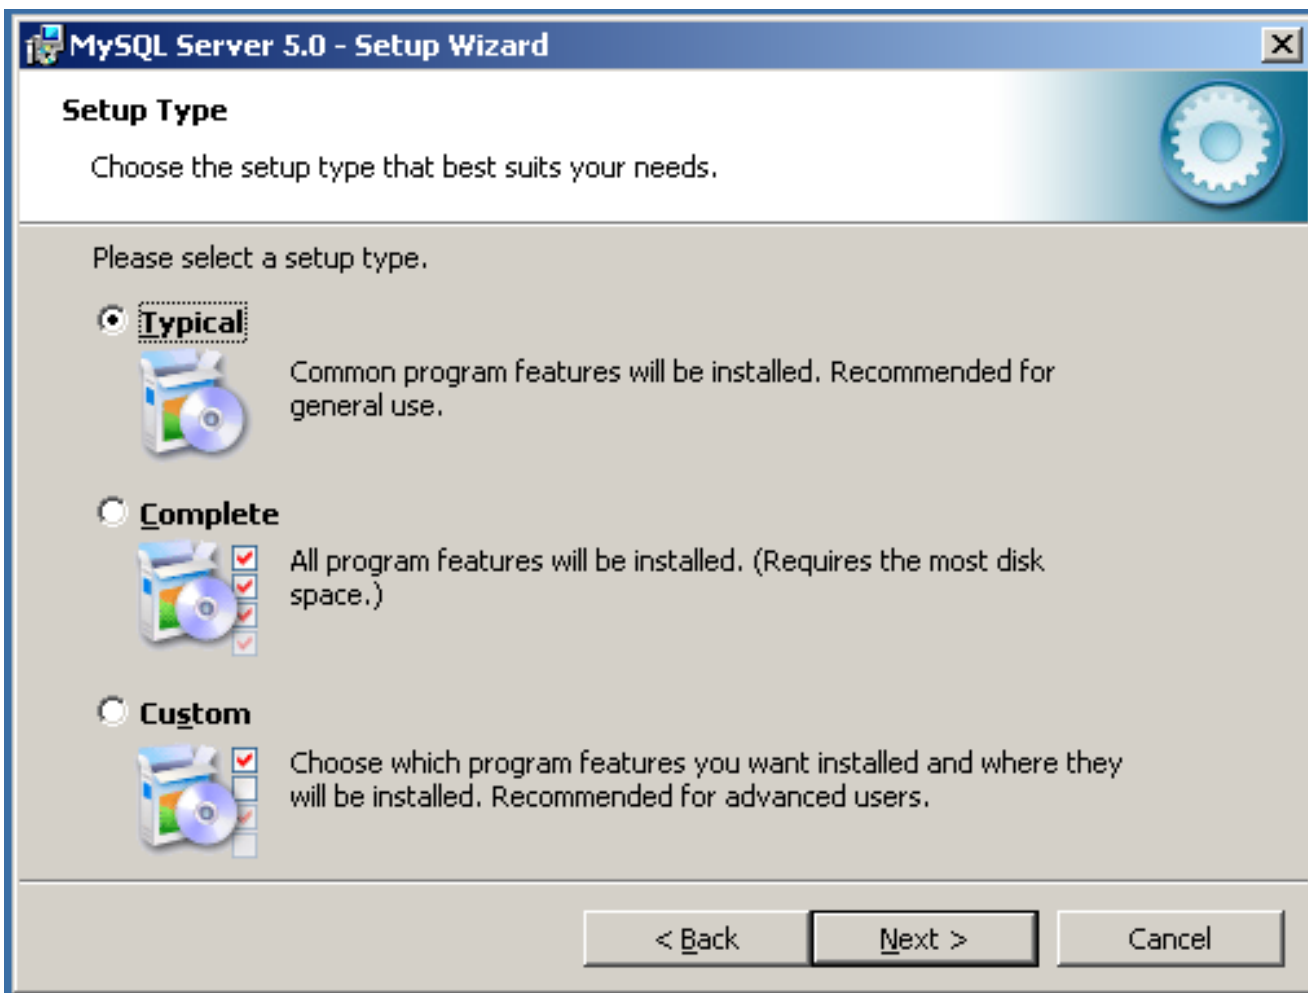 MySQL Server 5.0 - Setup Wizard
Setup Type
Choose the setup type that best suits your needs.
Please select a setup type.
Typical
Common program features will be installed. Recommended for
general use.
Complete
All program features will be installed. (Requires the most disk
space.)
Custom
Choose which program features you want installed and where they
will be installed. Recommended for advanced users.
< Back Next > Cancel